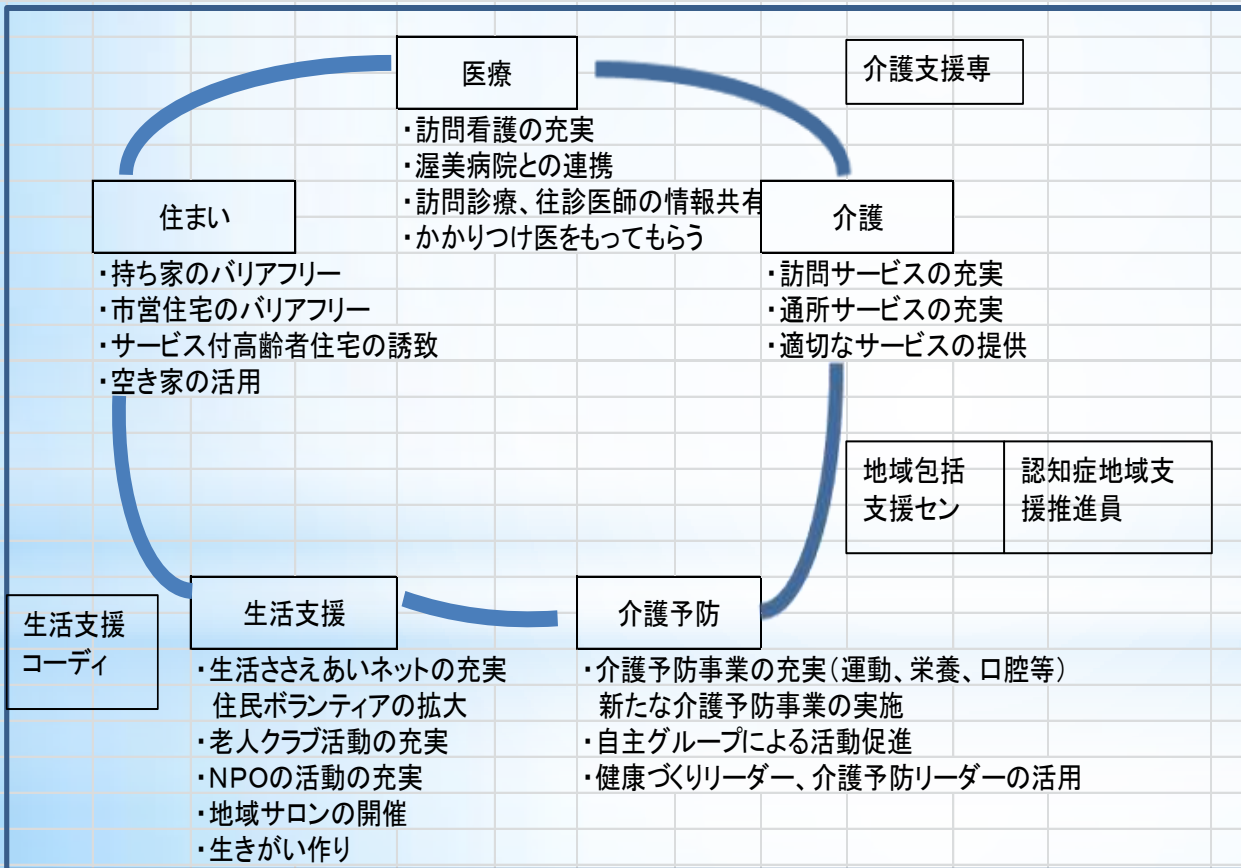 医療
・訪問看護の充実
・渥美病院との連携
・訪問診療、往診医師の情報共有
・かかりつけ医をもってもらう
介護支援専
住まい
・持ち家のバリアフリー
・市営住宅のバリアフリー
・サービス付高齢者住宅の誘致
・空き家の活用
介護
・訪問サービスの充実
・通所サービスの充実
・適切なサービスの提供
地域包括
支援セン
認知症地域支
援推進員
生活支援
コーディ
生活支援
・生活ささえあいネットの充実
住民ボランティアの拡大
・老人クラブ活動の充実
・NPOの活動の充実
・地域サロンの開催
・生きがい作り
介護予防
・介護予防事業の充実(運動、栄養、口腔等)
新たな介護予防事業の実施
・自主グループによる活動促進
・健康づくりリーダー、介護予防リーダーの活用